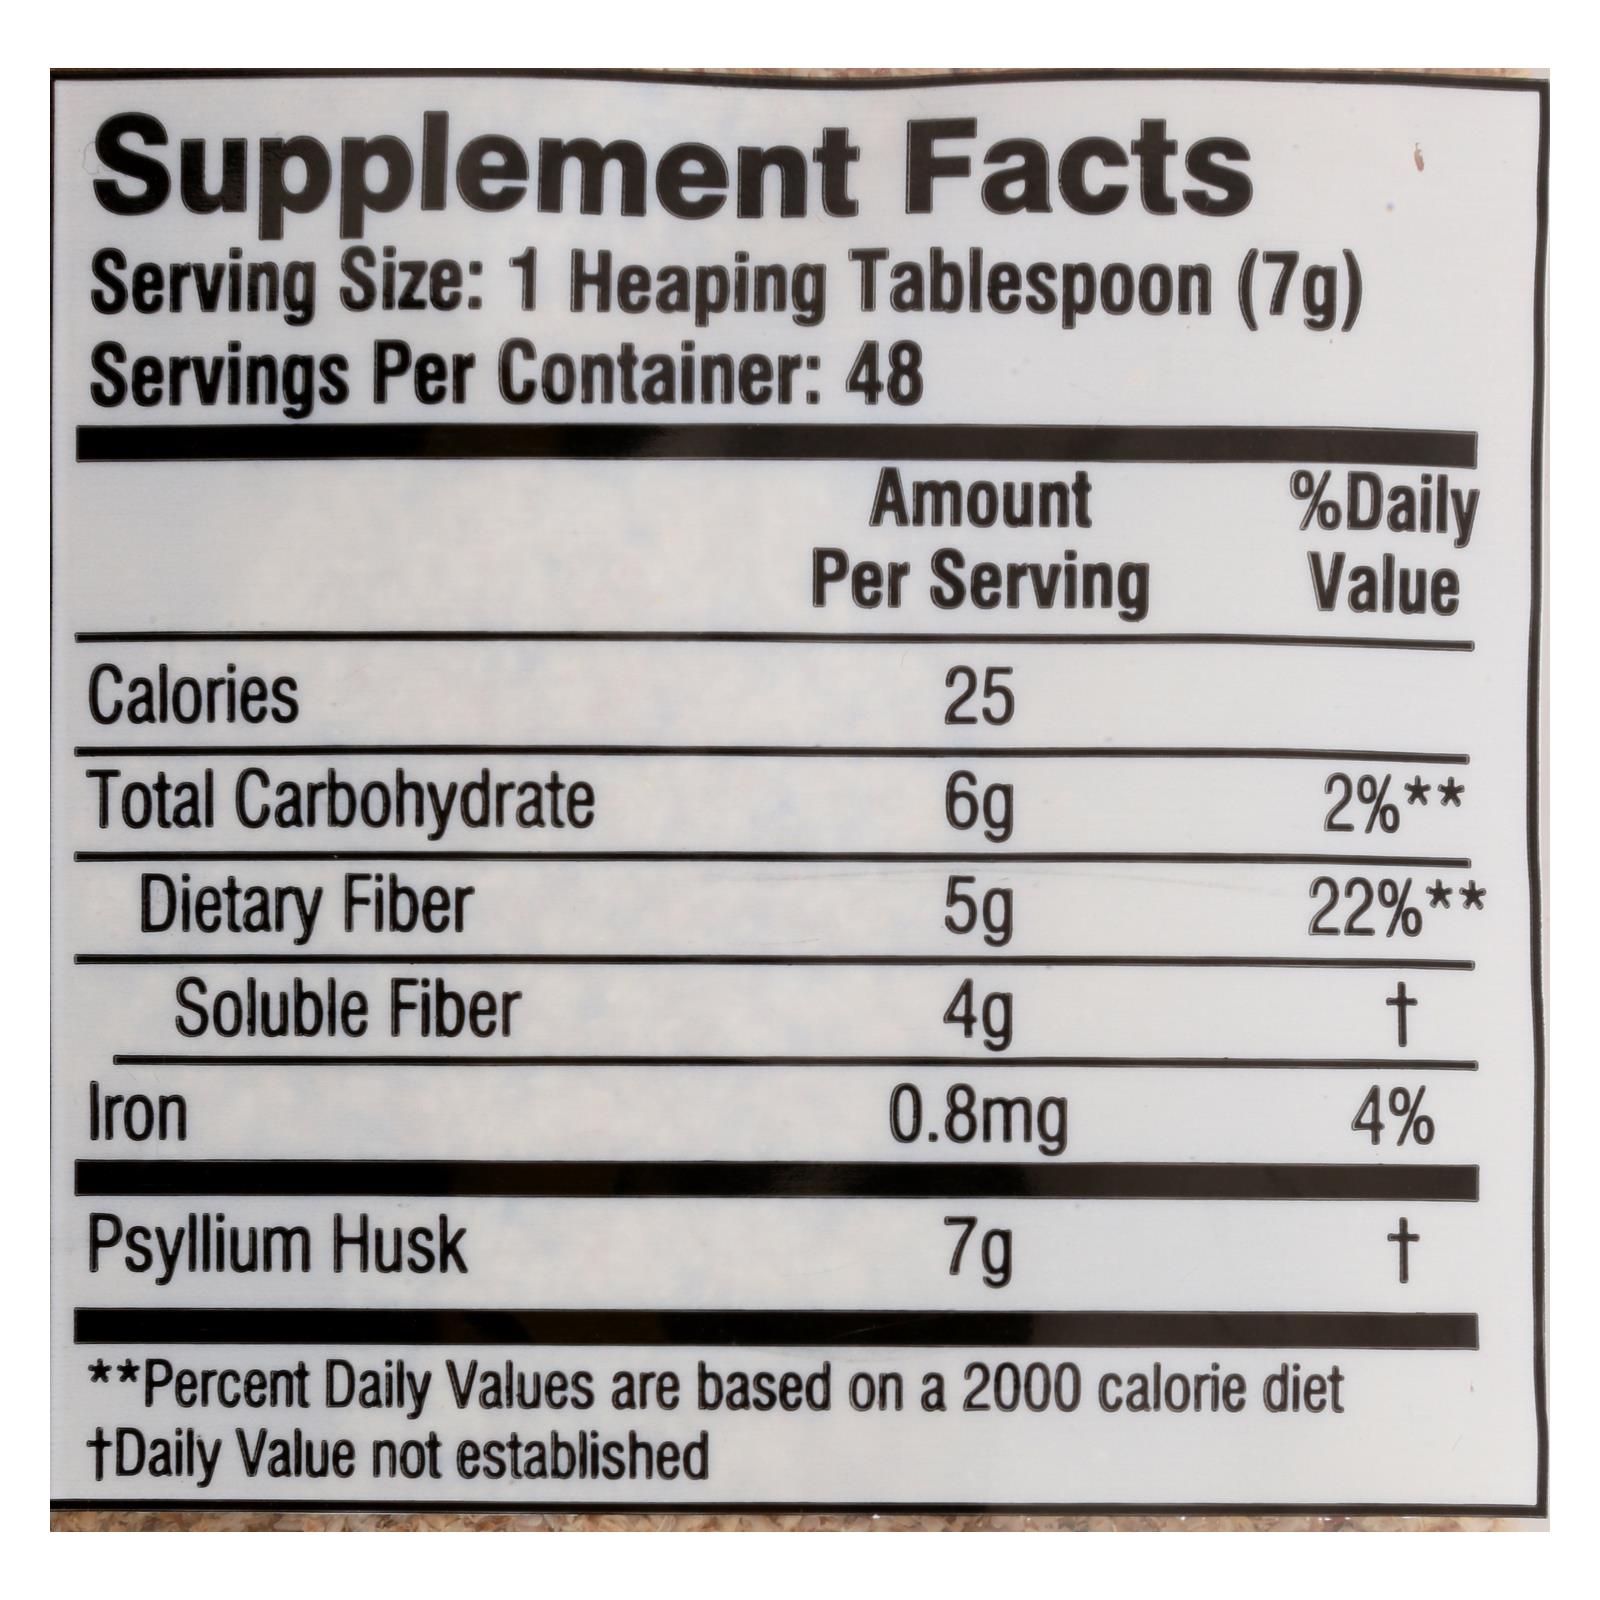 Supplement Facts
Serving Size: 1 Heaping Tablespoon (7g)
Servings Per Container: 48
Amount %Daily
Per Serving Value
Calories 25
Total Carbohydrate 6g 2%**
Dietary Fiber 5g 22%**
Soluble Fiber 4g †
Iron 0.8mg 4%
Psyllium Husk 7g †
**Percent Daily Values are based on a 2000 calorie diet
†Daily Value not established